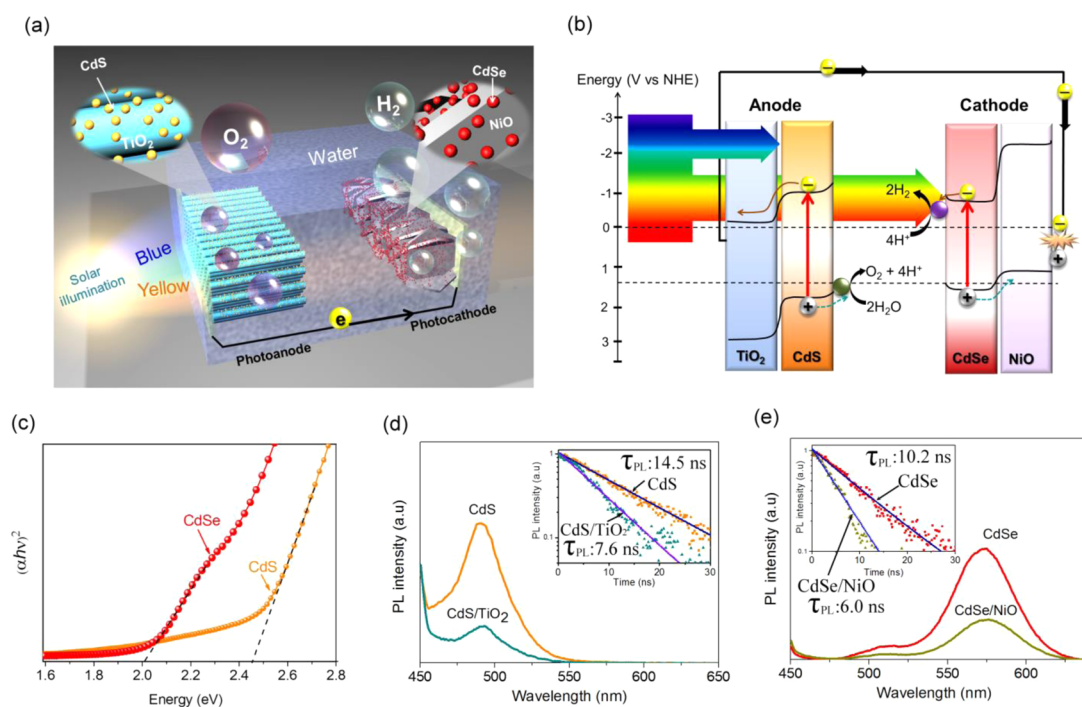 (a)
CdS
TiO2
O2
H2
CdSe
NiO
Water
Blue
Yellow
Solar
illumination
e
Photoanode
Photocathode
(b)
Energy (V vs NHE)
Anode
Cathode
-3
-2
-1
0
1
2
3
2H2
4H+
O2 + 4H+
2H2O
TiO2
CdS
CdSe
NiO
(c)
(αhν)2
CdSe
CdS
1.6 1.8 2.0 2.2 2.4 2.6 2.8
Energy (eV)
(d)
PL intensity (a.u)
CdS
CdS/TiO2
450 500 550 600 650
Wavelength (nm)
PL intensity (a.u)
1
0.1
τPL:14.5 ns
CdS
CdS/TiO2
τPL:7.6 ns
0 10 20 30
Time (ns)
(e)
PL intensity (a.u)
CdSe
CdSe/NiO
450 500 550 600
Wavelength (nm)
PL intensity (a.u)
1
0.1
τPL:10.2 ns
CdSe
CdSe/NiO
τPL:6.0 ns
0 10 20 30
Time (ns)